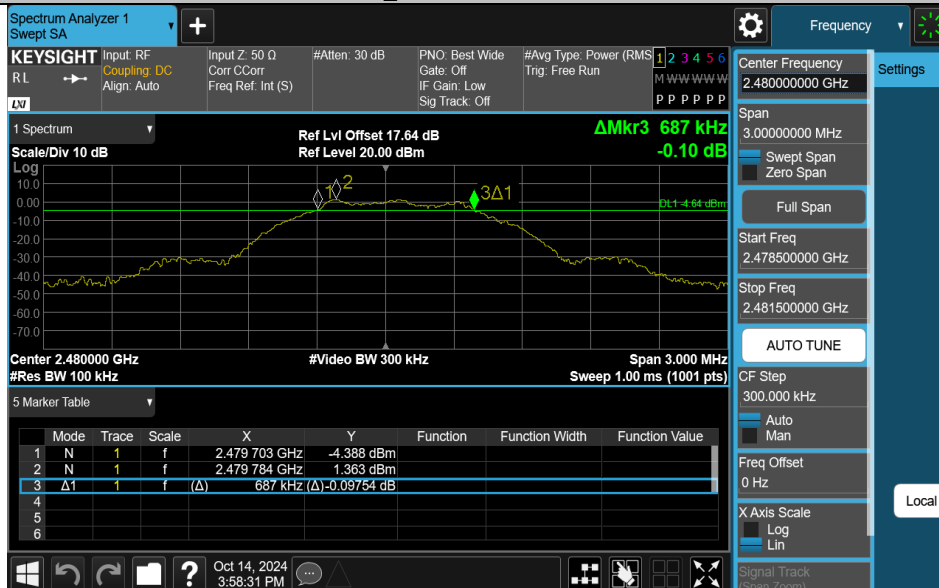 Spectrum Analyzer 1
Swept SA
+
Frequency
KEYSIGHT
RL
LXI
Input: RF
Coupling: DC
Align: Auto
Input Z: 50 Ω
Corr CCorr
Freq Ref: Int (S)
#Atten: 30 dB
PNO: Best Wide
Gate: Off
IF Gain: Low
Sig Track: Off
#Avg Type: Power (RMS
Trig: Free Run
1 2 3 4 5 6
M W W W W W
P P P P P P
Center Frequency
2.480000000 GHz
Settings
Span
3.00000000 MHz
Swept Span
Zero Span
Full Span
Start Freq
2.478500000 GHz
Stop Freq
2.481500000 GHz
AUTO TUNE
CF Step
300.000 kHz
Auto
Man
Freq Offset
0 Hz
X Axis Scale
Log
Lin
Signal Track
(Span Zoom)
Local
1 Spectrum
Scale/Div 10 dB
Log
Ref Lvl Offset 17.64 dB
Ref Level 20.00 dBm
ΔMkr3 687 kHz
-0.10 dB
10.0
0.00
-10.0
-20.0
-30.0
-40.0
-50.0
-60.0
-70.0
1
2
3Δ1
DL1 -4.64 dBm
Center 2.480000 GHz
#Video BW 300 kHz
Span 3.000 MHz
#Res BW 100 kHz
Sweep 1.00 ms (1001 pts)
5 Marker Table
Mode Trace Scale X Y Function Function Width Function Value
1 N 1 f 2.479 703 GHz -4.388 dBm
2 N 1 f 2.479 784 GHz 1.363 dBm
3 Δ1 1 f (Δ) 687 kHz (Δ) -0.09754 dB
4
5
6
?
Oct 14, 2024
3:58:31 PM